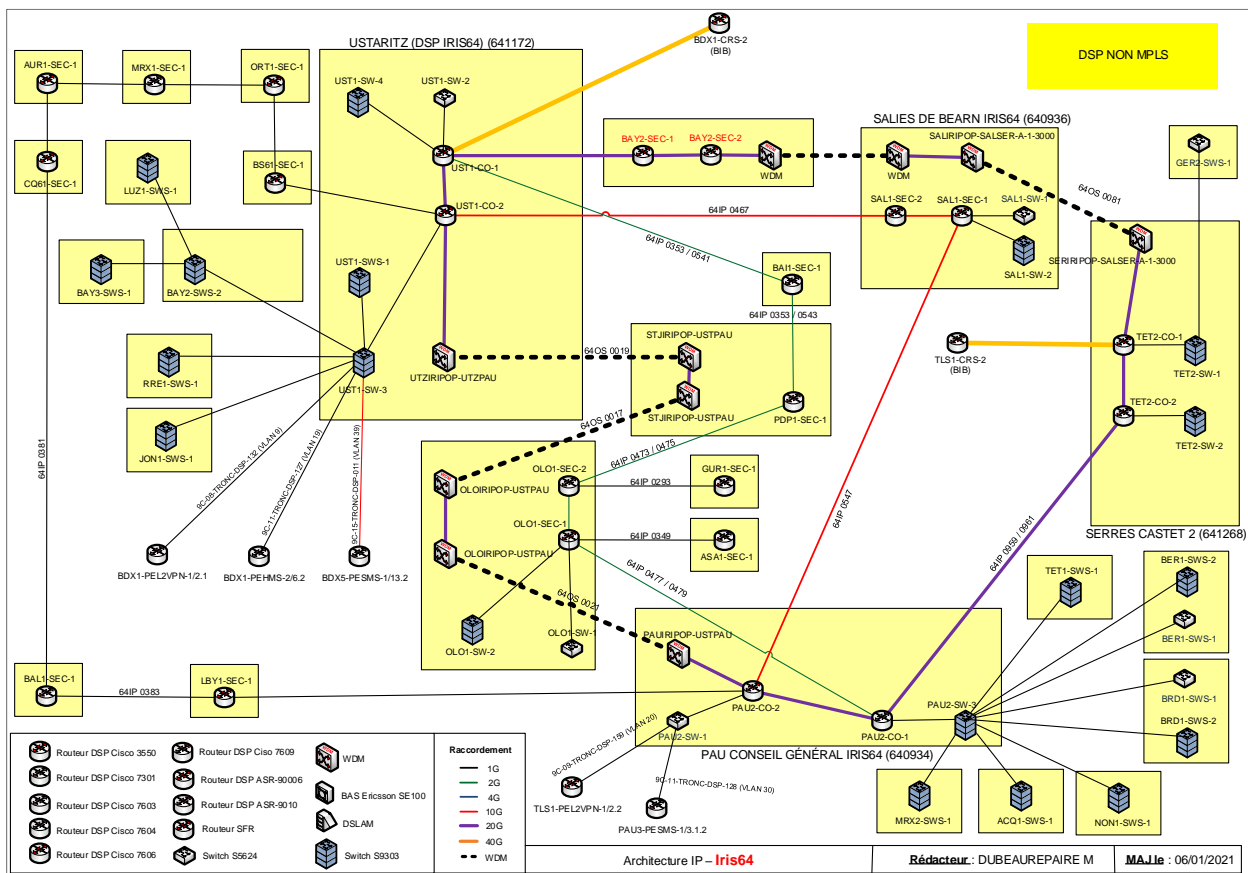 BDX1-CRS-2
(BIB)
DSP NON MPLS
USTARITZ (DSP IRIS64) (641172)
AUR1-SEC-1
MRX1-SEC-1
ORT1-SEC-1
UST1-SW-4
UST1-SW-2
SALIES DE BEARN IRIS64 (640936)
BAY2-SEC-1
BAY2-SEC-2
SALIRIPOP-SALSER-A-1-3000
GER2-SWS-1
CQ61-SEC-1
LUZ1-SWS-1
BS61-SEC-1
UST1-CO-1
WDM
WDM
64OS 0081
UST1-CO-2
64IP 0467
SAL1-SEC-2
SAL1-SEC-1
SAL1-SW-1
64IP 0353 / 0541
SAL1-SW-2
SERIRIPOP-SALSER-A-1-3000
BAY3-SWS-1
BAY2-SWS-2
UST1-SWS-1
BAI1-SEC-1
64IP 0353 / 0543
TLS1-CRS-2
(BIB)
TET2-CO-1
TET2-SW-1
UTZIRIPOP-UTZPAU
64OS 0019
STJIRIPOP-USTPAU
STJIRIPOP-USTPAU
PDP1-SEC-1
RRE1-SWS-1
UST1-SW-3
TET2-CO-2
TET2-SW-2
JON1-SWS-1
64OS 0017
64IP 0473 / 0475
64IP 0381
9C-08-TRONC-DSP-132 (VLAN 9)
9C-11-TRONC-DSP-127 (VLAN 19)
9C-15-TRONC-DSP-011 (VLAN 39)
OLO1-SEC-2
64IP 0293
GUR1-SEC-1
OLOIRIPOP-USTPAU
OLO1-SEC-1
64IP 0349
ASA1-SEC-1
64IP 0547
SERRES CASTET 2 (641268)
OLOIRIPOP-USTPAU
BDX1-PEL2VPN-1/2.1
BDX1-PEHMS-2/6.2
BDX5-PESMS-1/13.2
64IP 0477 / 0479
64IP 0959 / 0961
64OS 0021
TET1-SWS-1
BER1-SWS-2
BER1-SWS-1
OLO1-SW-2
OLO1-SW-1
PAUIRIPOP-USTPAU
BAL1-SEC-1
64IP 0383
LBY1-SEC-1
PAU2-CO-2
PAU2-CO-1
PAU2-SW-3
BRD1-SWS-1
BRD1-SWS-2
PAU2-SW-1
PAU CONSEIL GÉNÉRAL IRIS64 (640934)
9C-09-TRONC-DSP-159 (VLAN 20)
9C-11-TRONC-DSP-128 (VLAN 30)
TLS1-PEL2VPN-1/2.2
PAU3-PESMS-1/3.1.2
MRX2-SWS-1
ACQ1-SWS-1
NON1-SWS-1
Routeur DSP Cisco 3550
Routeur DSP Cisco 7301
Routeur DSP Cisco 7603
Routeur DSP Cisco 7604
Routeur DSP Cisco 7606
Routeur DSP Ciso 7609
Routeur DSP ASR-90006
Routeur DSP ASR-9010
Routeur SFR
Switch S5624
WDM
BAS Ericsson SE100
DSLAM
Switch S9303
Raccordement
1G
2G
4G
10G
20G
40G
WDM
Architecture IP – Iris64
Rédacteur : DUBEAUREPAIRE M
MAJ le : 06/01/2021